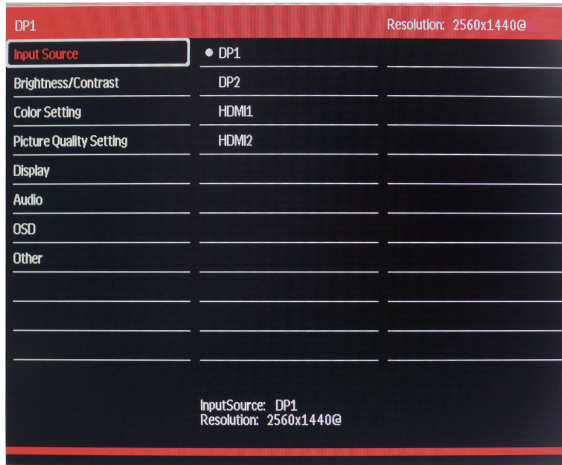 DP1 Resolution: 2560x1440@
Input Source DP1
Brightness/Contrast DP2
Color Setting HDMI1
Picture Quality Setting HDMI2
Display
Audio
OSD
Other
InputSource: DP1
Resolution: 2560x1440@